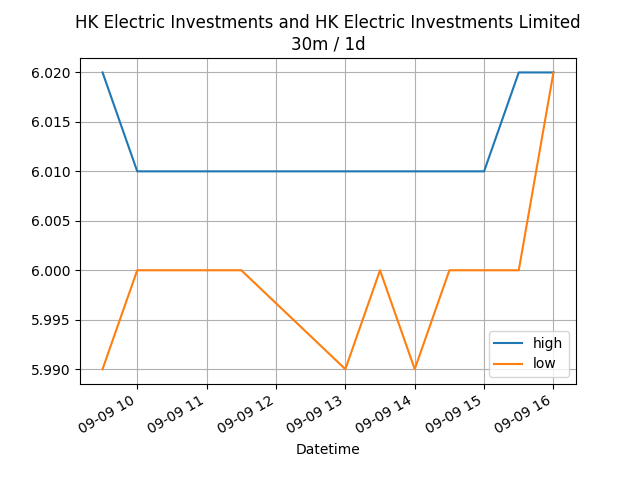 HK Electric Investments and HK Electric Investments Limited
30m / 1d
6.020
6.015
6.010
6.005
6.000
5.995
5.990
high
low
09-09 10
09-09 11
09-09 12
09-09 13
09-09 14
09-09 15
09-09 16
Datetime